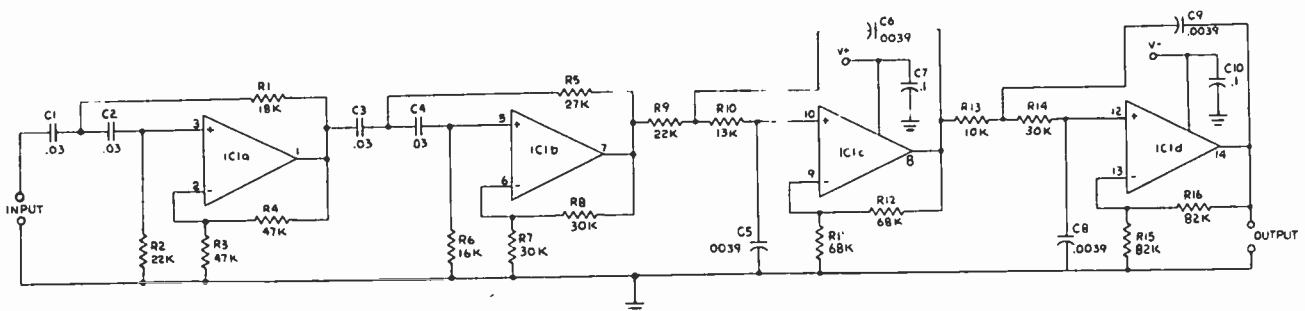 C1
.03
C2
.03
R1
18K
3
+
IC1a
1
2
-
R4
47K
R2
22K
R3
47K
INPUT
C3
.03
C4
03
R5
27K
5
+
IC1b
7
6
-
R8
30K
R6
16K
R7
30K
R9
22K
R10
13K
C5
0039
C6
.0039
V+
C7
.1
10
+
IC1c
8
9
-
R12
68K
R1'
68K
R13
10K
R14
30K
C8
.0039
C9
.0039
V-
C10
.1
12
+
IC1d
14
13
-
R16
82K
R15
82K
OUTPUT